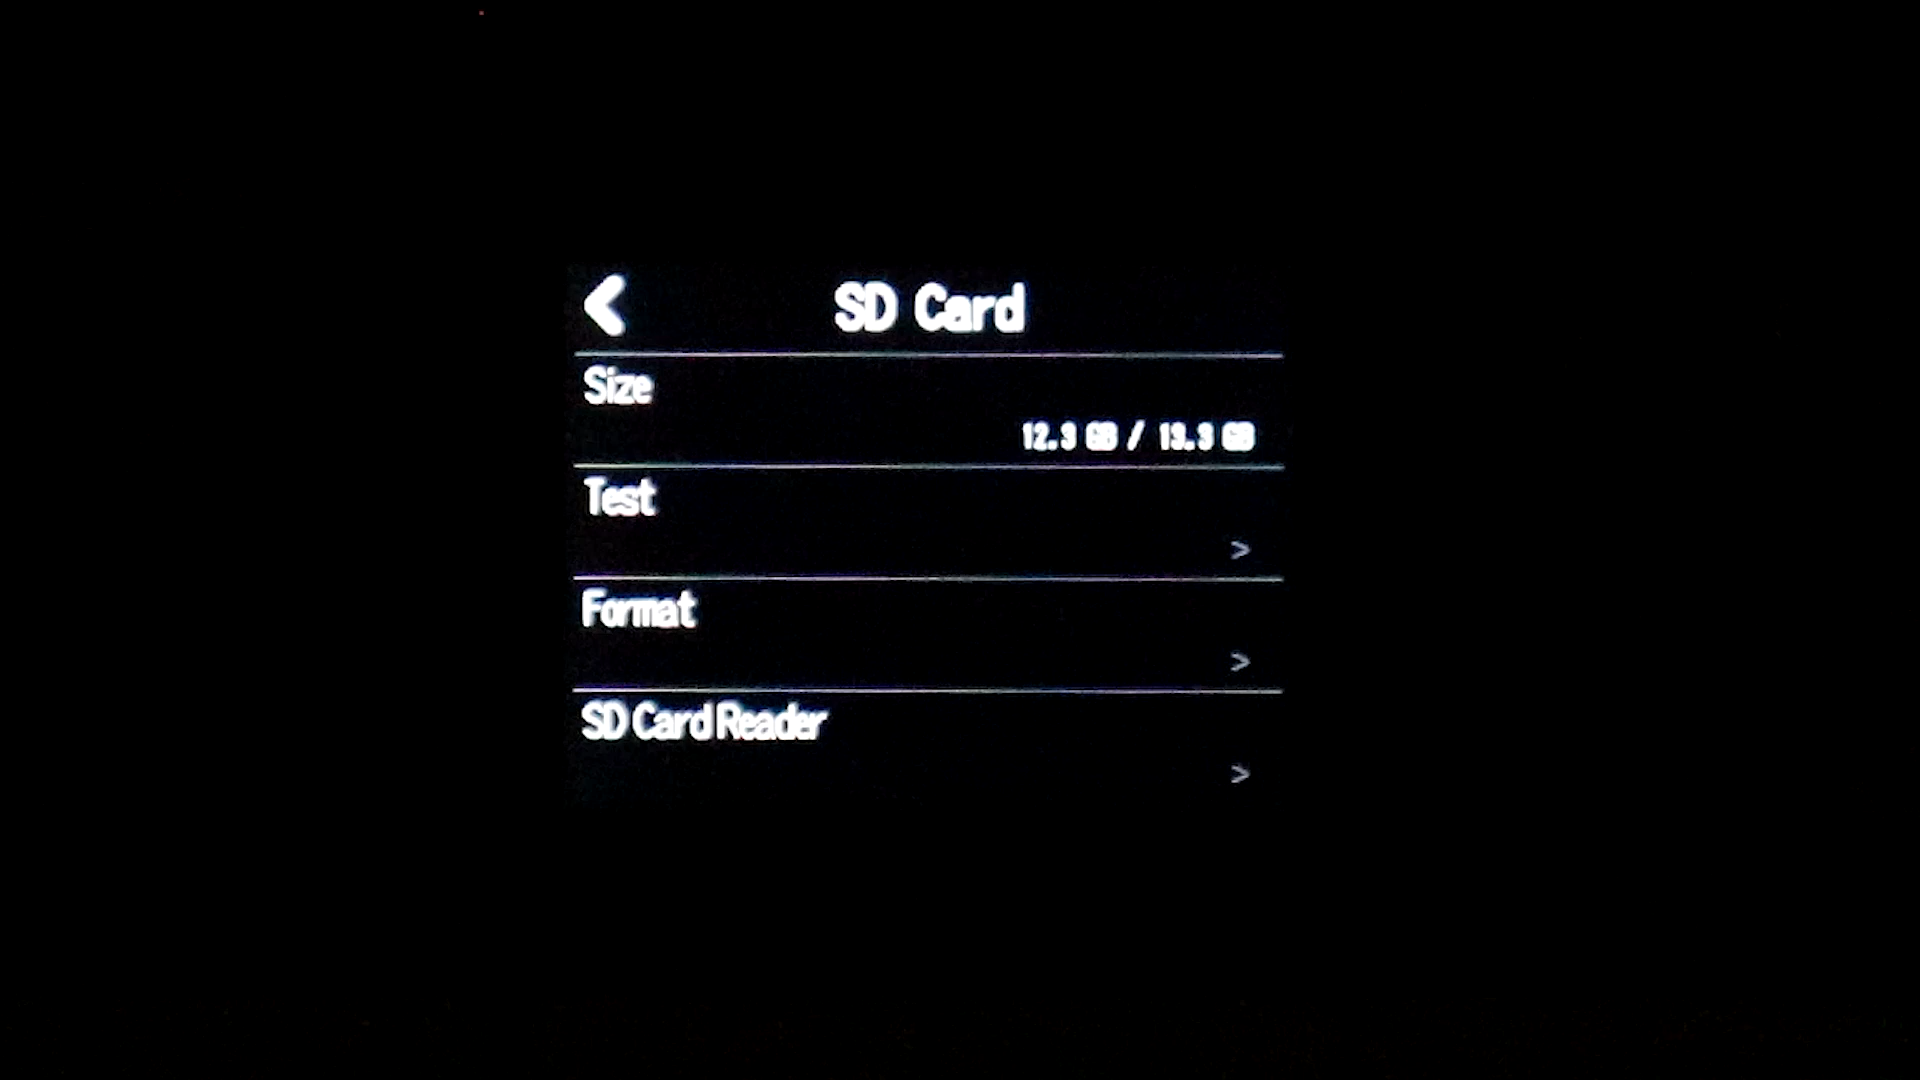 SD Card
Size
12.3 GB / 13.3 GB
Test
>
Format
>
SD Card Reader
>